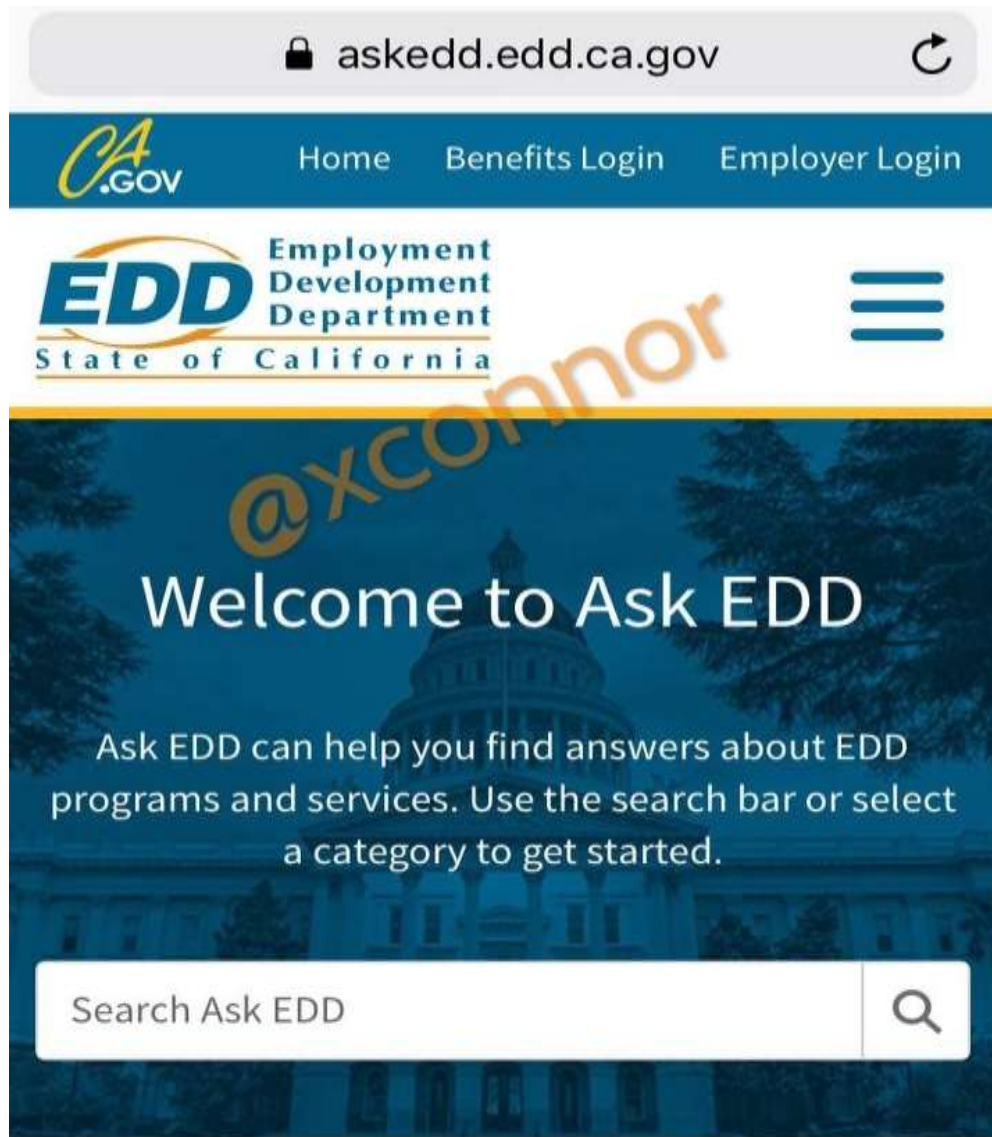 askedd.edd.ca.gov
CA
.GOV
Home Benefits Login Employer Login
EDD
Employment
Development
Department
State of California
@xconnor
Welcome to Ask EDD
Ask EDD can help you find answers about EDD
programs and services. Use the search bar or select
a category to get started.
Search Ask EDD